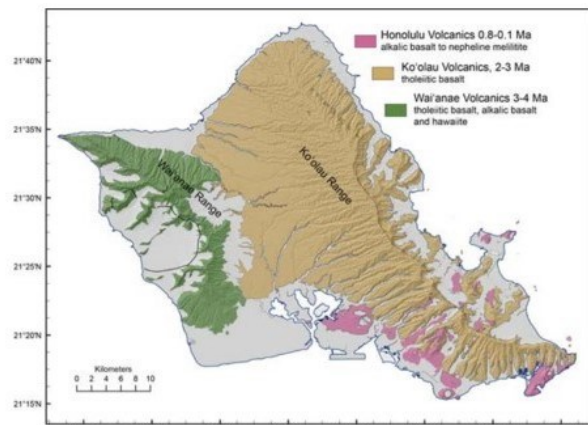 Honolulu Volcanics 0.8-0.1 Ma
alkalic basalt to nepheline melilitite
Ko'olau Volcanics, 2-3 Ma
tholeiitic basalt
Wai'anae Volcanics 3-4 Ma
tholeiitic basalt, alkalic basalt
and hawaiite
21°40'N
21°35'N
Wai'anae Range
Ko'olau Range
21°30'N
21°25'N
21°20'N
Kilometers
0 2 4 6 8 10
21°15'N